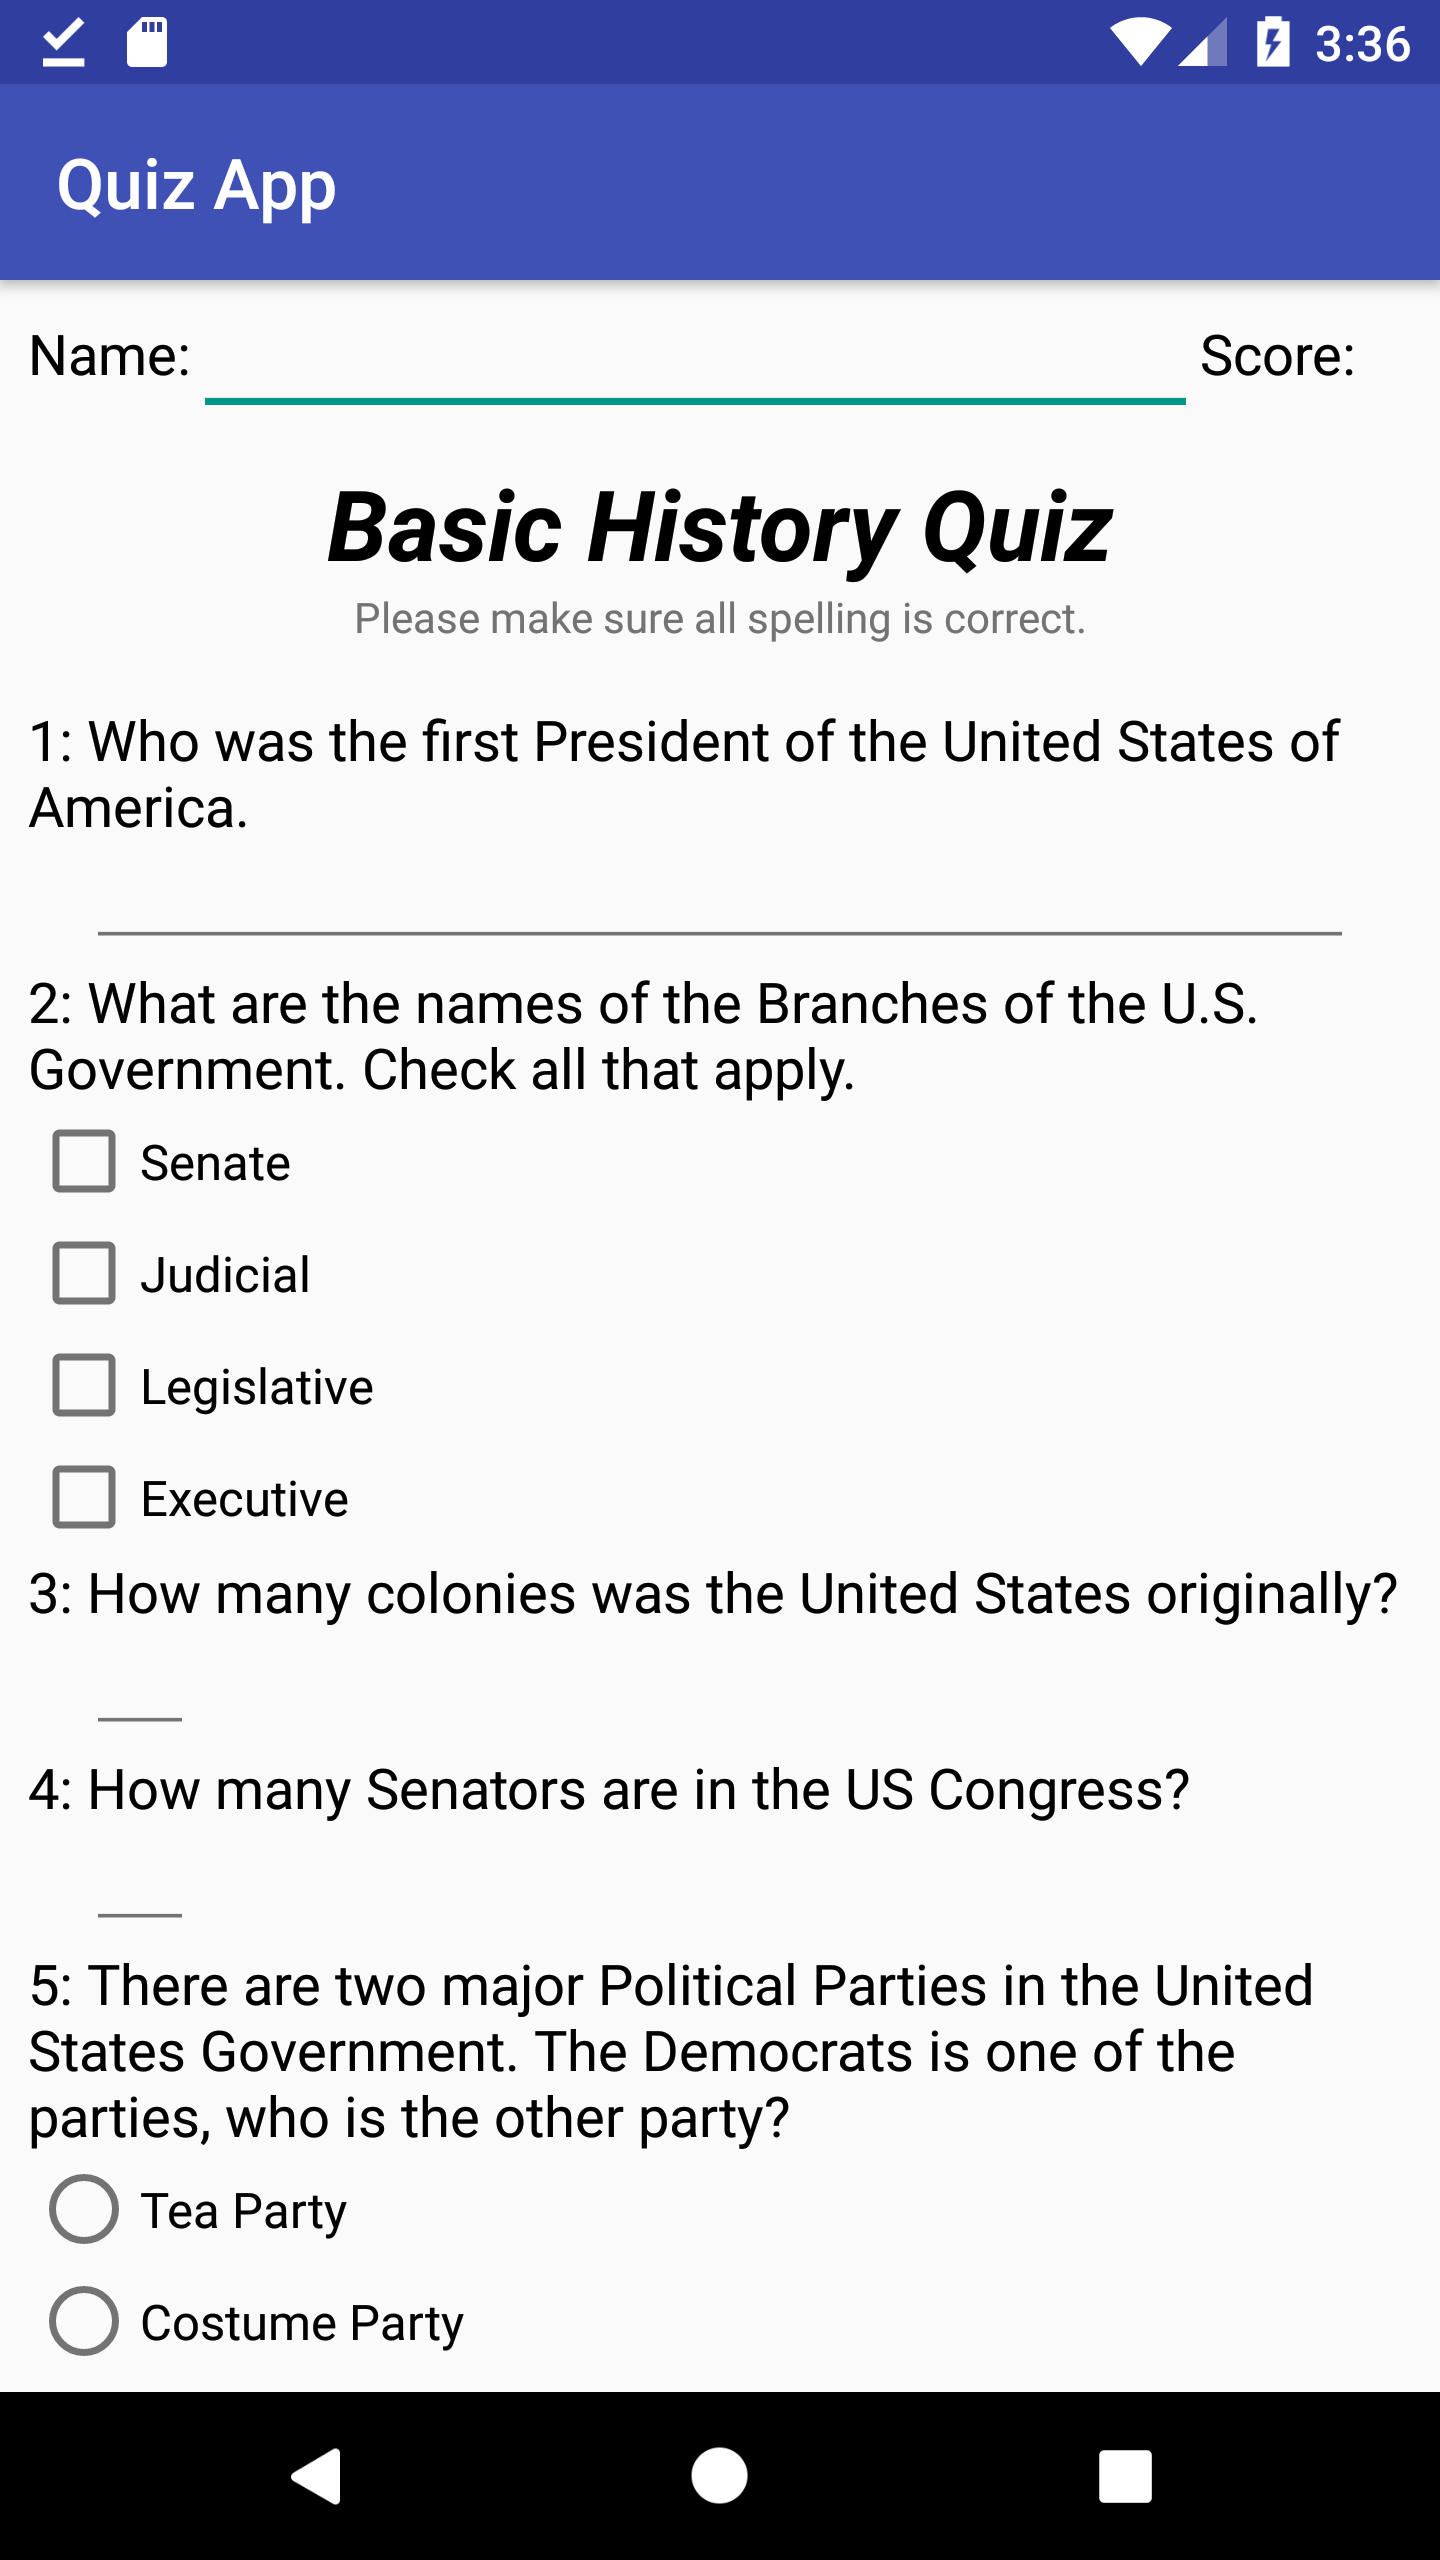 3:36
Quiz App
Name: Score:
Basic History Quiz
Please make sure all spelling is correct.
1: Who was the first President of the United States of
America.
2: What are the names of the Branches of the U.S.
Government. Check all that apply.
Senate
Judicial
Legislative
Executive
3: How many colonies was the United States originally?
4: How many Senators are in the US Congress?
5: There are two major Political Parties in the United
States Government. The Democrats is one of the
parties, who is the other party?
Tea Party
Costume Party